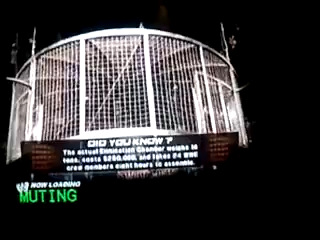 DID YOU KNOW?
The actual Elimination Chamber weighs 10
tons, costs $250,000, and takes 24 WWE
crew members eight hours to assemble.
NOW LOADING
MUTING